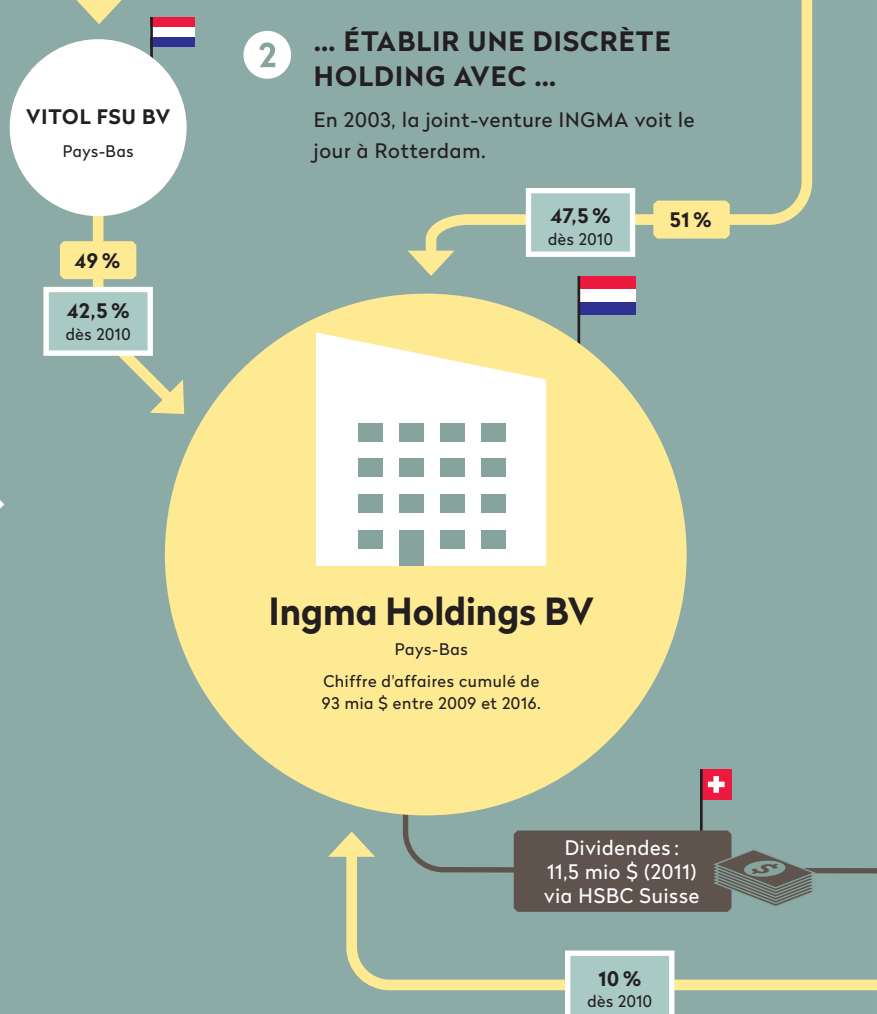 VITOL FSU BV
Pays-Bas
2
... ÉTABLIR UNE DISCRÈTE
HOLDING AVEC ...
En 2003, la joint-venture INGMA voit le
jour à Rotterdam.
47,5 %
dès 2010
51 %
49 %
42,5 %
dès 2010
Ingma Holdings BV
Pays-Bas
Chiffre d'affaires cumulé de
93 mia $ entre 2009 et 2016.
Dividendes :
11,5 mio $ (2011)
via HSBC Suisse
$
10 %
dès 2010